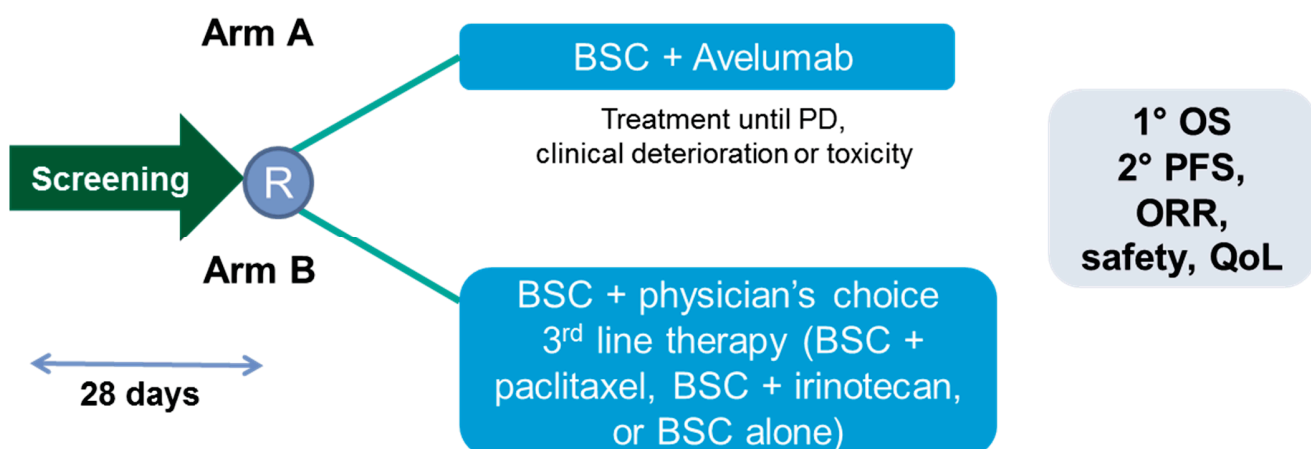 Arm A
BSC + Avelumab
Treatment until PD,
clinical deterioration or toxicity
Screening
R
Arm B
28 days
BSC + physician's choice
3rd line therapy (BSC +
paclitaxel, BSC + irinotecan,
or BSC alone)
1° OS
2° PFS,
ORR,
safety, QoL